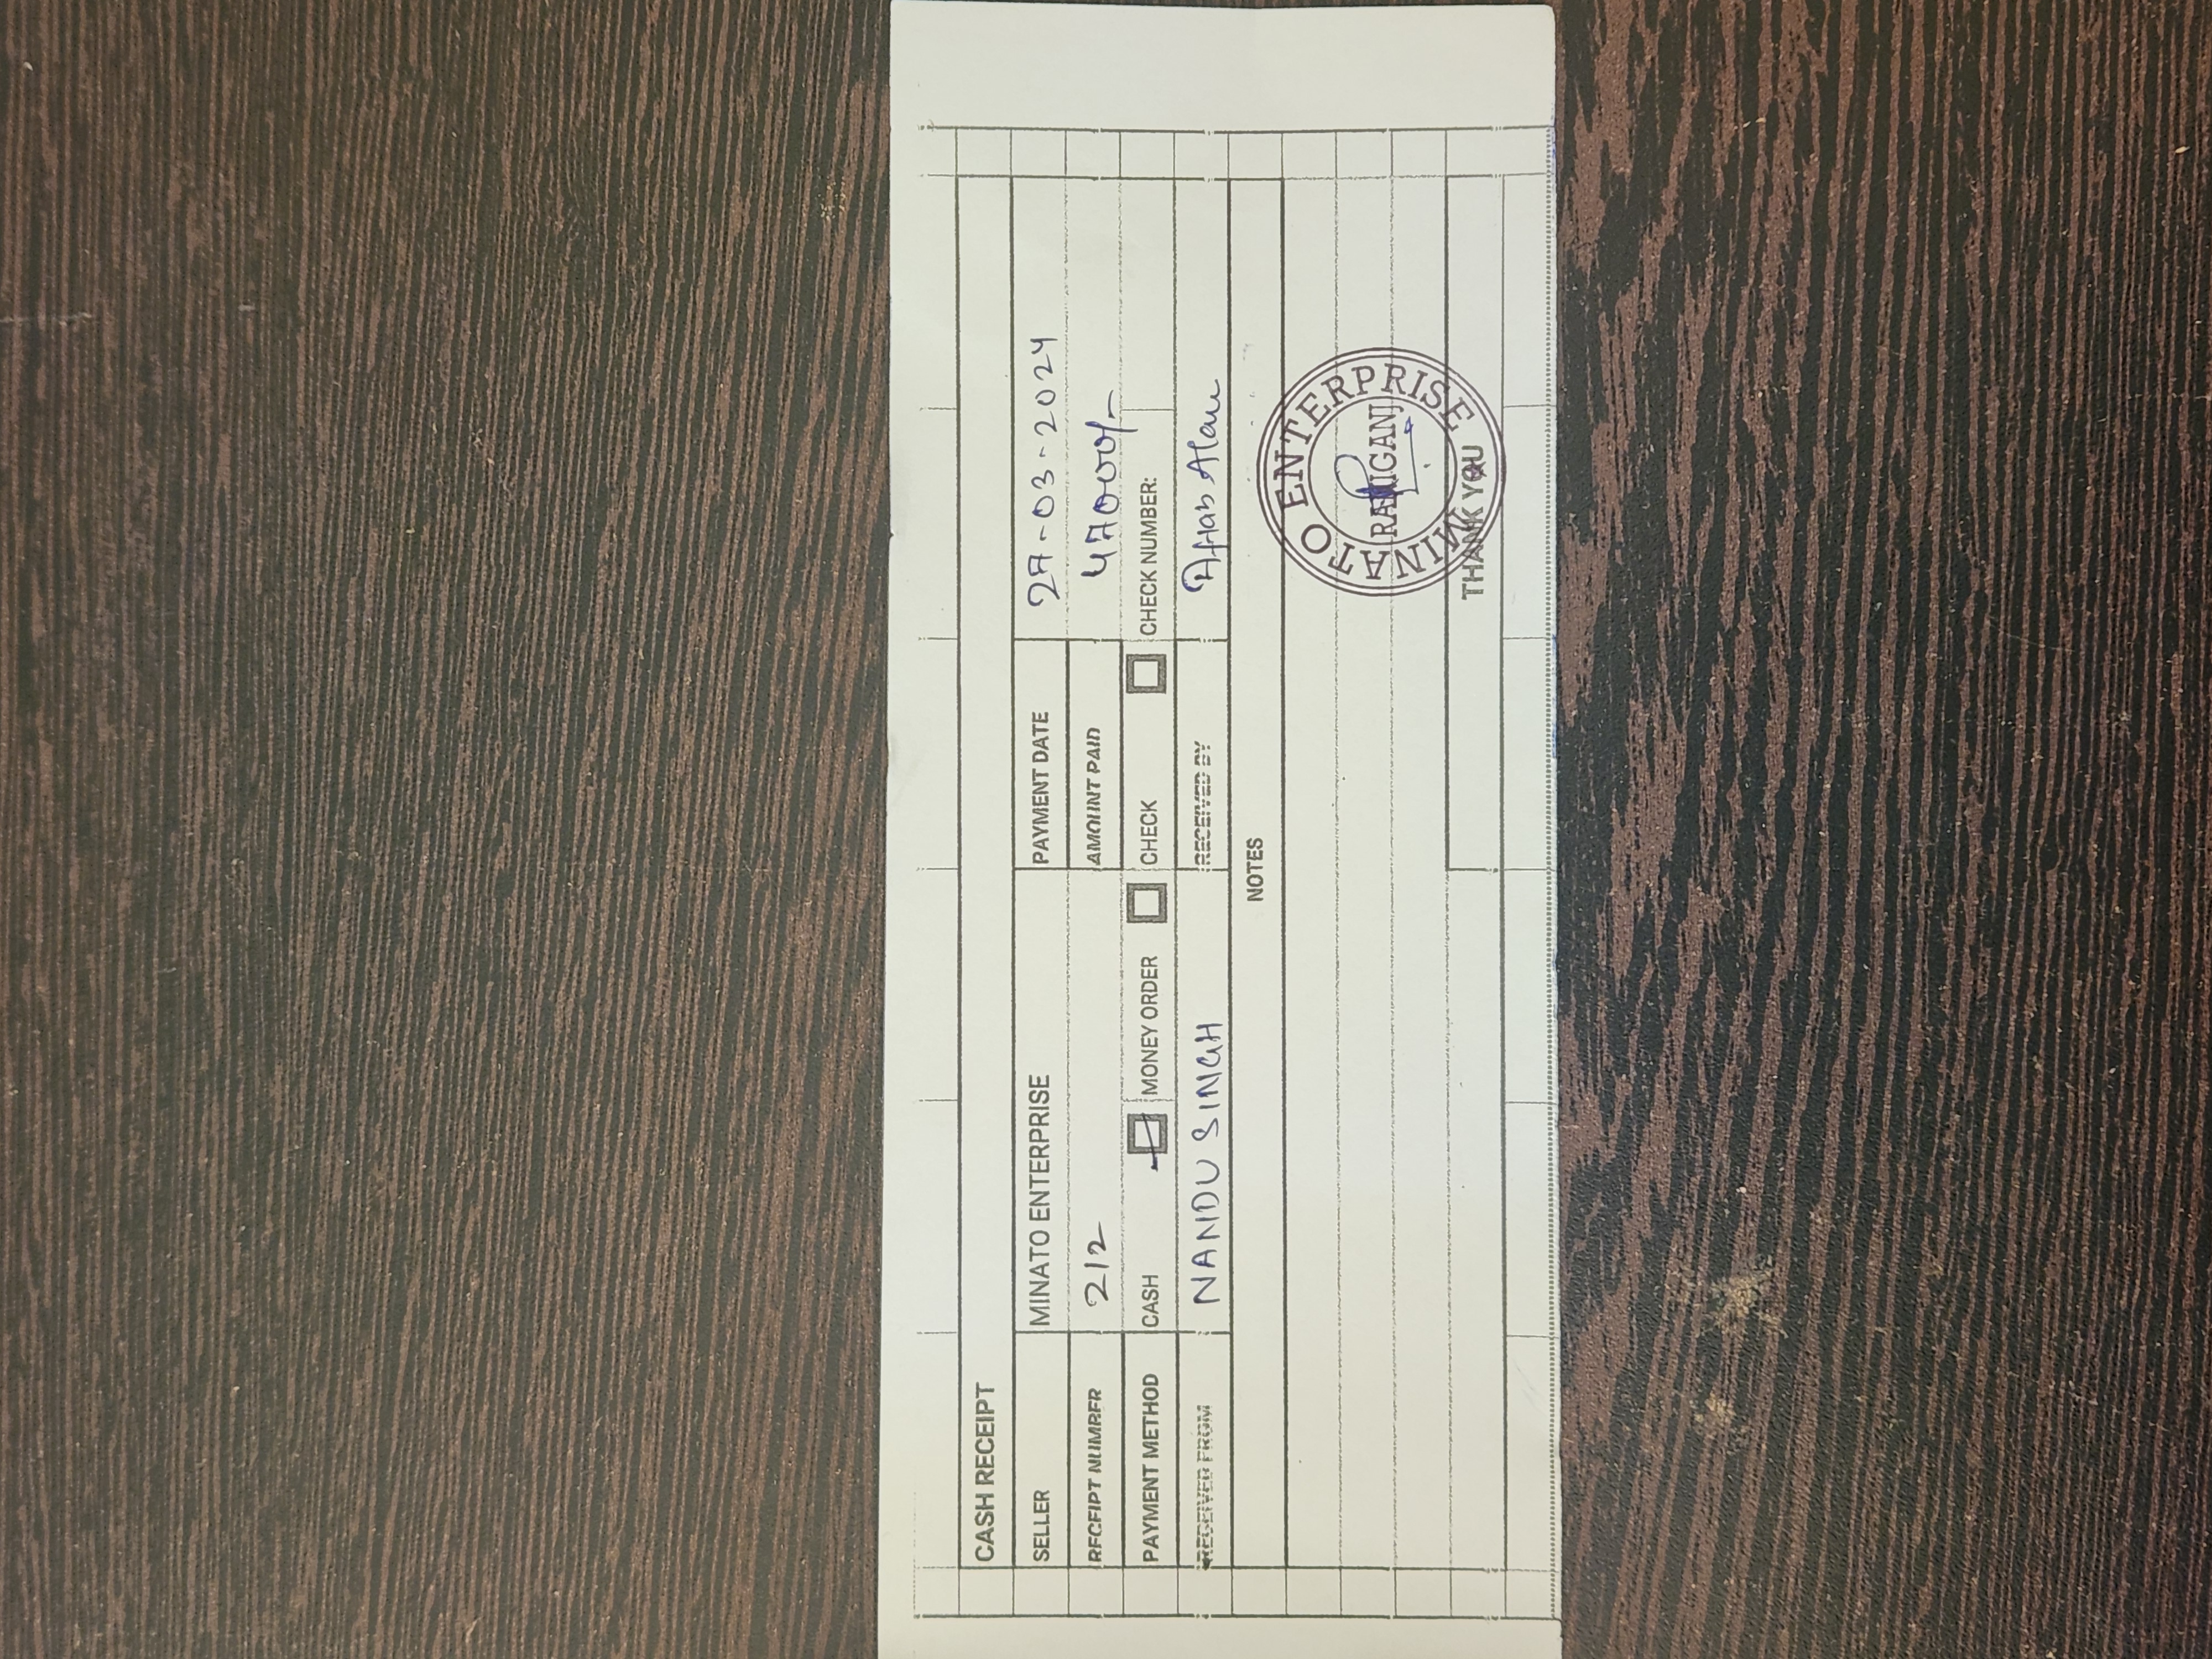 CASH RECEIPT
SELLER MINATO ENTERPRISE PAYMENT DATE 27-03-2024
RECEIPT NUMBER 212 AMOUNT PAID 47000/-
PAYMENT METHOD CASH MONEY ORDER CHECK CHECK NUMBER:
RECEIVED FROM NANDU SINGH RECEIVED BY Aftab Alam
NOTES
MINATO ENTERPRISE
RANIGANJ
THANK YOU